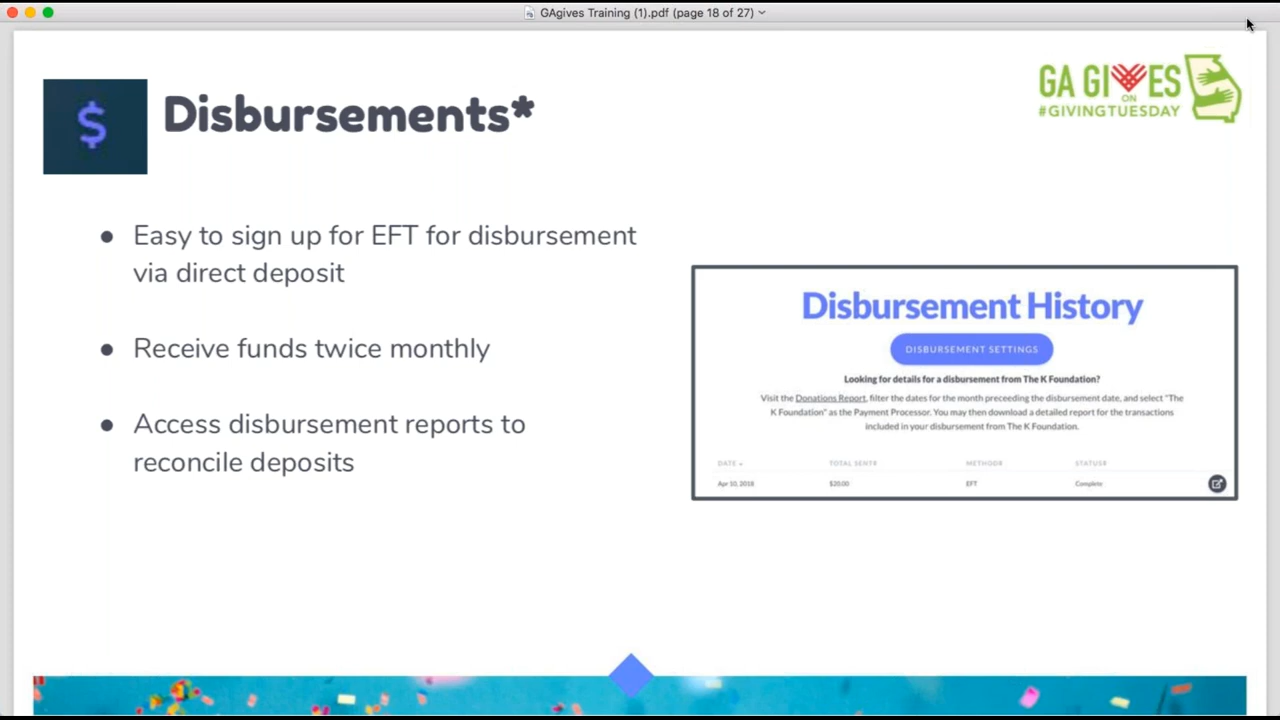 GAgives Training (1).pdf (page 18 of 27)
$
Disbursements*
GA GIVES
ON
#GIVINGTUESDAY
● Easy to sign up for EFT for disbursement
via direct deposit
● Receive funds twice monthly
● Access disbursement reports to
reconcile deposits
Disbursement History
DISBURSEMENT SETTINGS
Looking for details for a disbursement from The K Foundation?
Visit the Donations Report, filter the dates for the month preceeding the disbursement date, and select "The
K Foundation" as the Payment Processor. You may then download a detailed report for the transactions
included in your disbursement from The K Foundation.
DATE TOTAL SENT METHOD STATUS
Apr 10, 2018 $20.00 EFT Complete